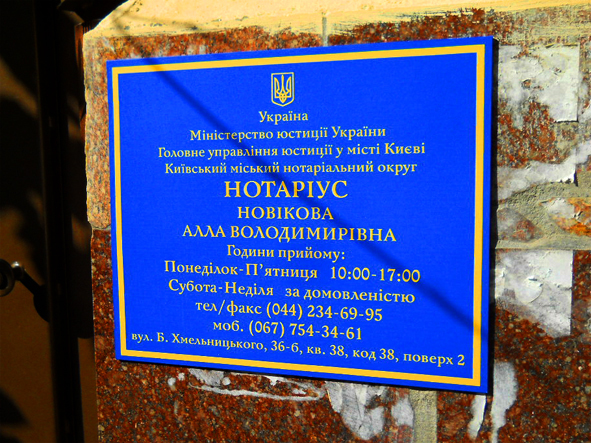 Україна
Міністерство юстиції України
Головне управління юстиції у місті Києві
Київський міський нотаріальний округ
НОТАРІУС
НОВІКОВА
АЛЛА ВОЛОДИМИРІВНА
Години прийому:
Понеділок-П'ятниця 10:00-17:00
Субота-Неділя за домовленістю
тел/факс (044) 234-69-95
моб. (067) 754-34-61
вул. Б. Хмельницького, 36-б, кв. 38, код 38, поверх 2